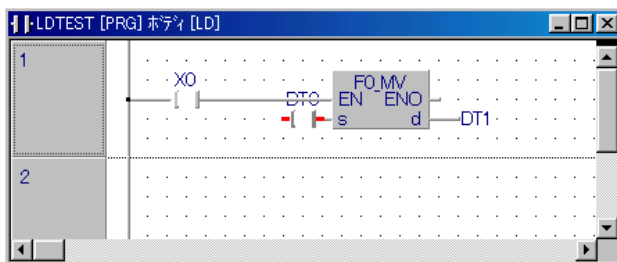 LDTEST [PRG] ﾎﾞﾃﾞｨ [LD]
1
X0
F0_MV
DT0
EN ENO
s d
DT1
2